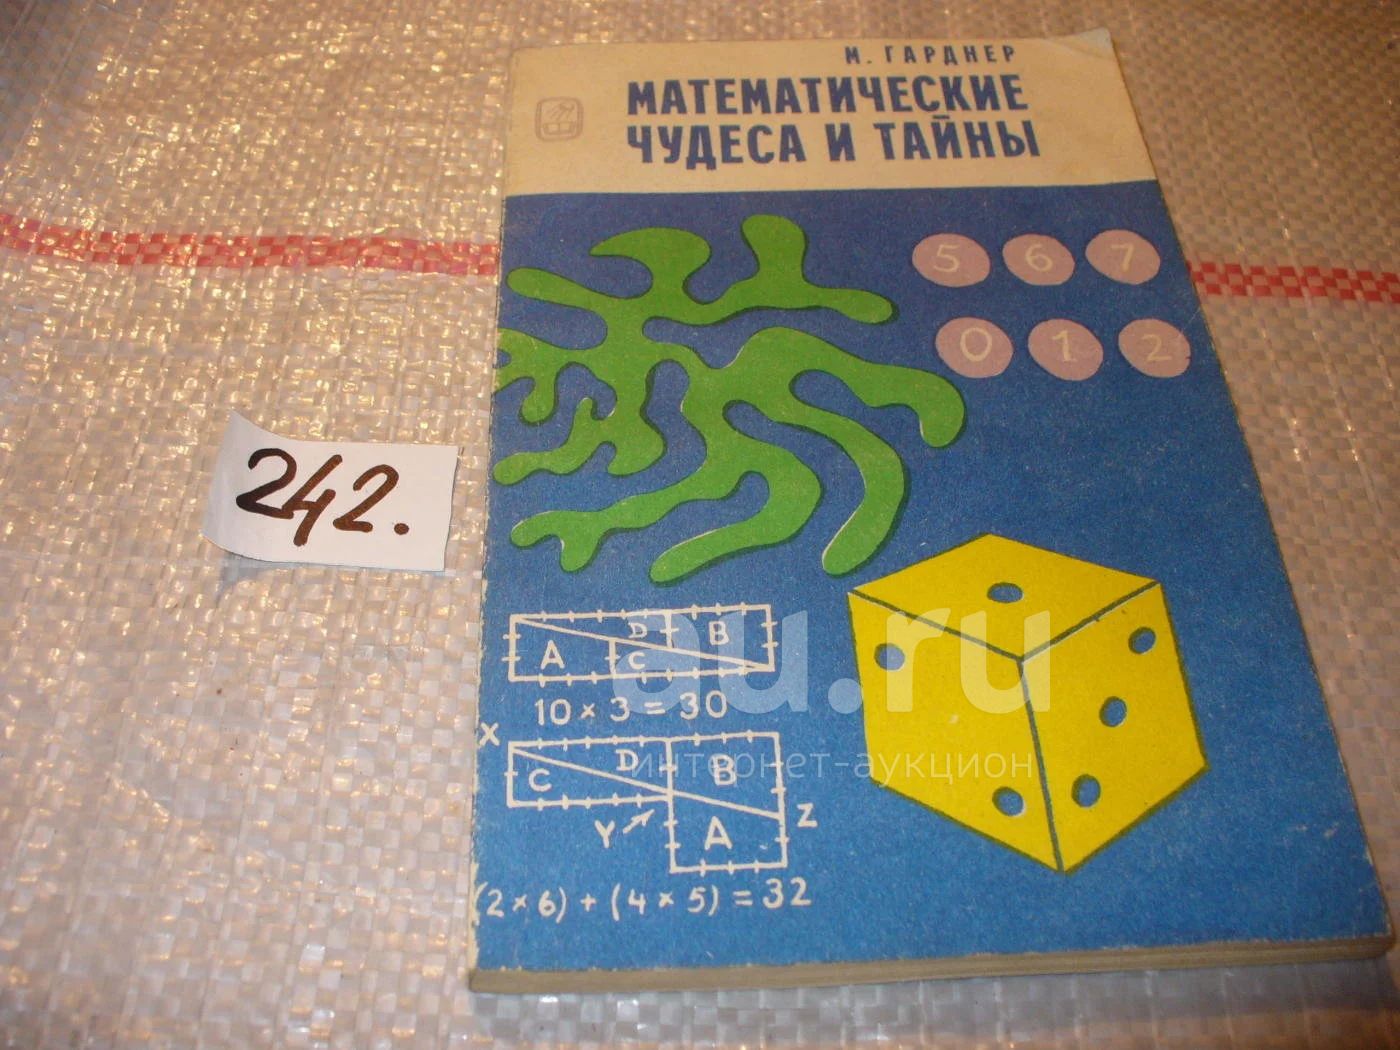 М. ГАРДНЕР
МАТЕМАТИЧЕСКИЕ
ЧУДЕСА И ТАЙНЫ
5 6 7
0 1 2
242.
D B
A C
10 × 3 = 30
X
D B
C
Y A Z
(2 × 6) + (4 × 5) = 32
au.ru
интернет-аукцион